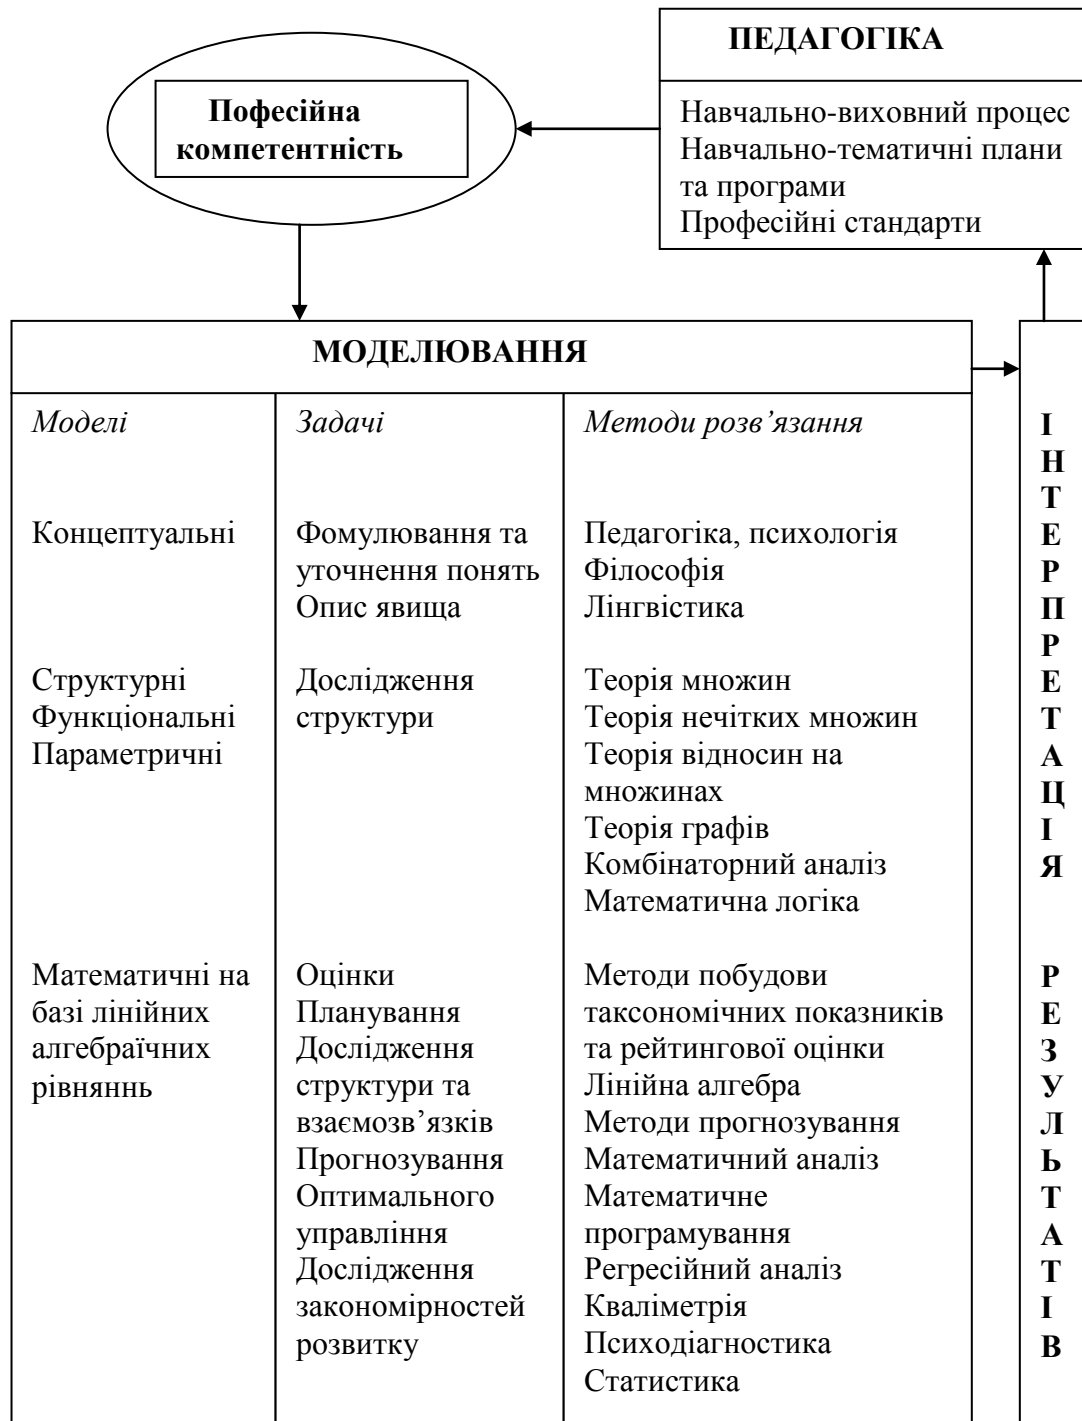 ПЕДАГОГІКА
Пофесійна
компетентність
Навчально-виховний процес
Навчально-тематичні плани
та програми
Професійні стандарти
МОДЕЛЮВАННЯ
Моделі
Задачі
Методи розв’язання
Концептуальні
Фомулювання та
уточнення понять
Опис явища
Педагогіка, психологія
Філософія
Лінгвістика
Структурні
Функціональні
Параметричні
Дослідження
структури
Теорія множин
Теорія нечітких множин
Теорія відносин на
множинах
Теорія графів
Комбінаторний аналіз
Математична логіка
Математичні на
базі лінійних
алгебраїчних
рівняннь
Оцінки
Планування
Дослідження
структури та
взаємозв’язків
Прогнозування
Оптимального
управління
Дослідження
закономірностей
розвитку
Методи побудови
таксономічних показників
та рейтингової оцінки
Лінійна алгебра
Методи прогнозування
Математичний аналіз
Математичне
програмування
Регресійний аналіз
Кваліметрія
Психодіагностика
Статистика
ІНТЕРПРЕТАЦІЯ
РЕЗУЛЬТАТІВ